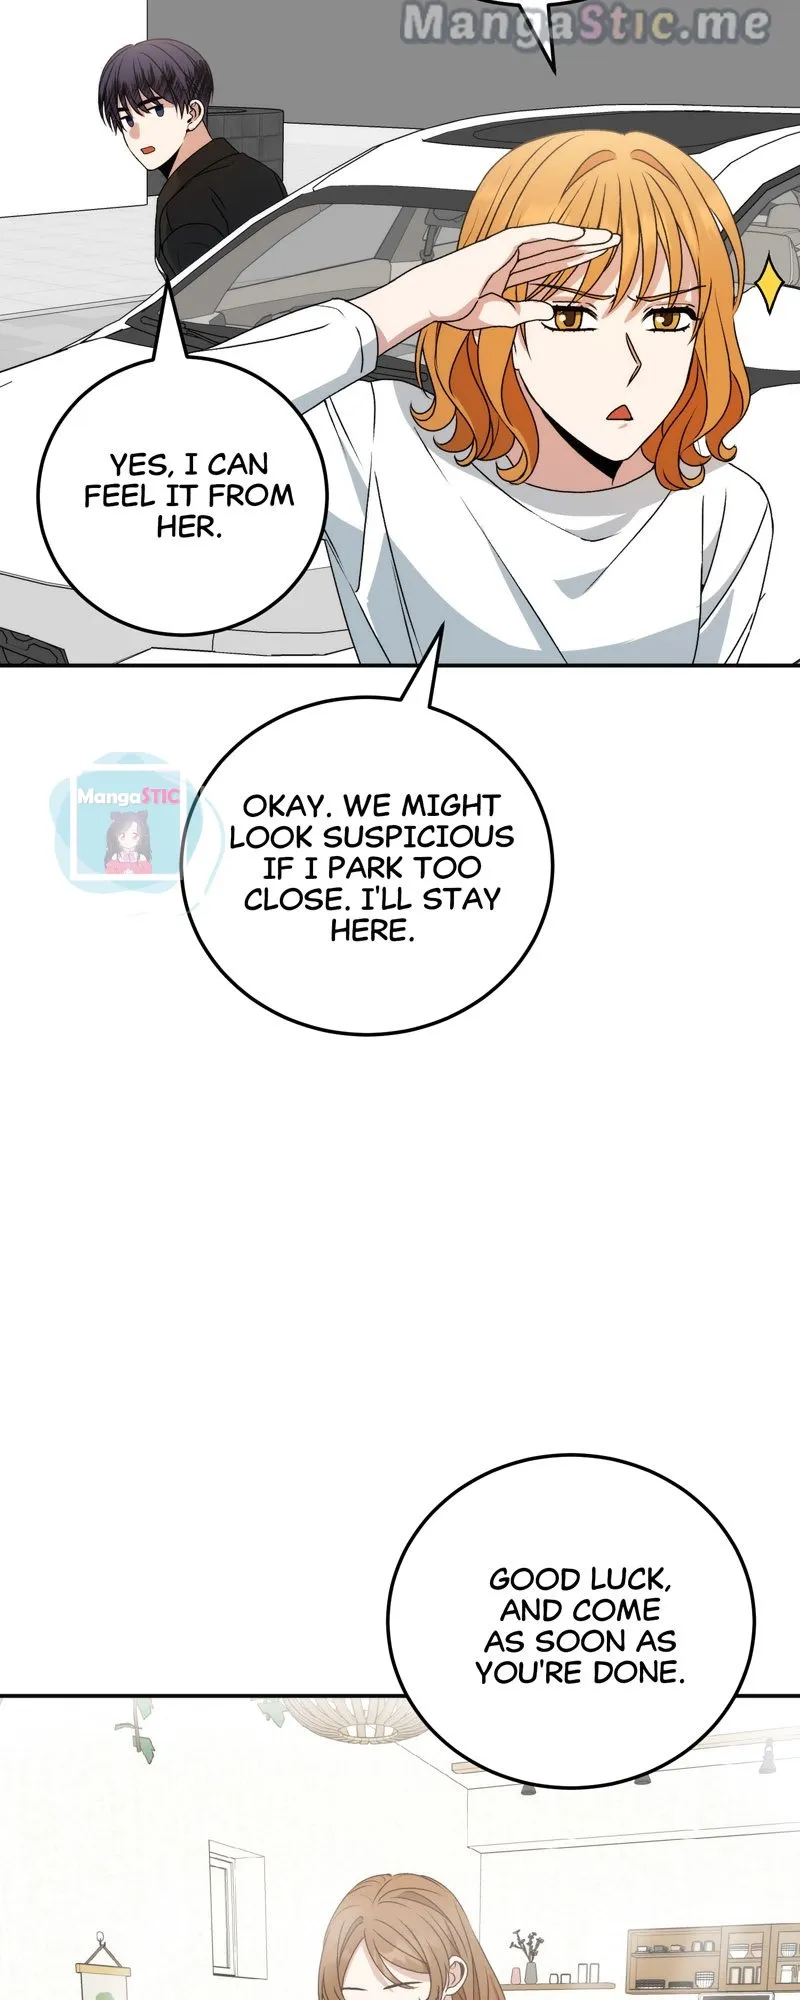 MangaStic.me
YES, I CAN
FEEL IT FROM
HER.
MangaSTIC
OKAY. WE MIGHT
LOOK SUSPICIOUS
IF I PARK TOO
CLOSE. I'LL STAY
HERE.
GOOD LUCK,
AND COME
AS SOON AS
YOU'RE DONE.